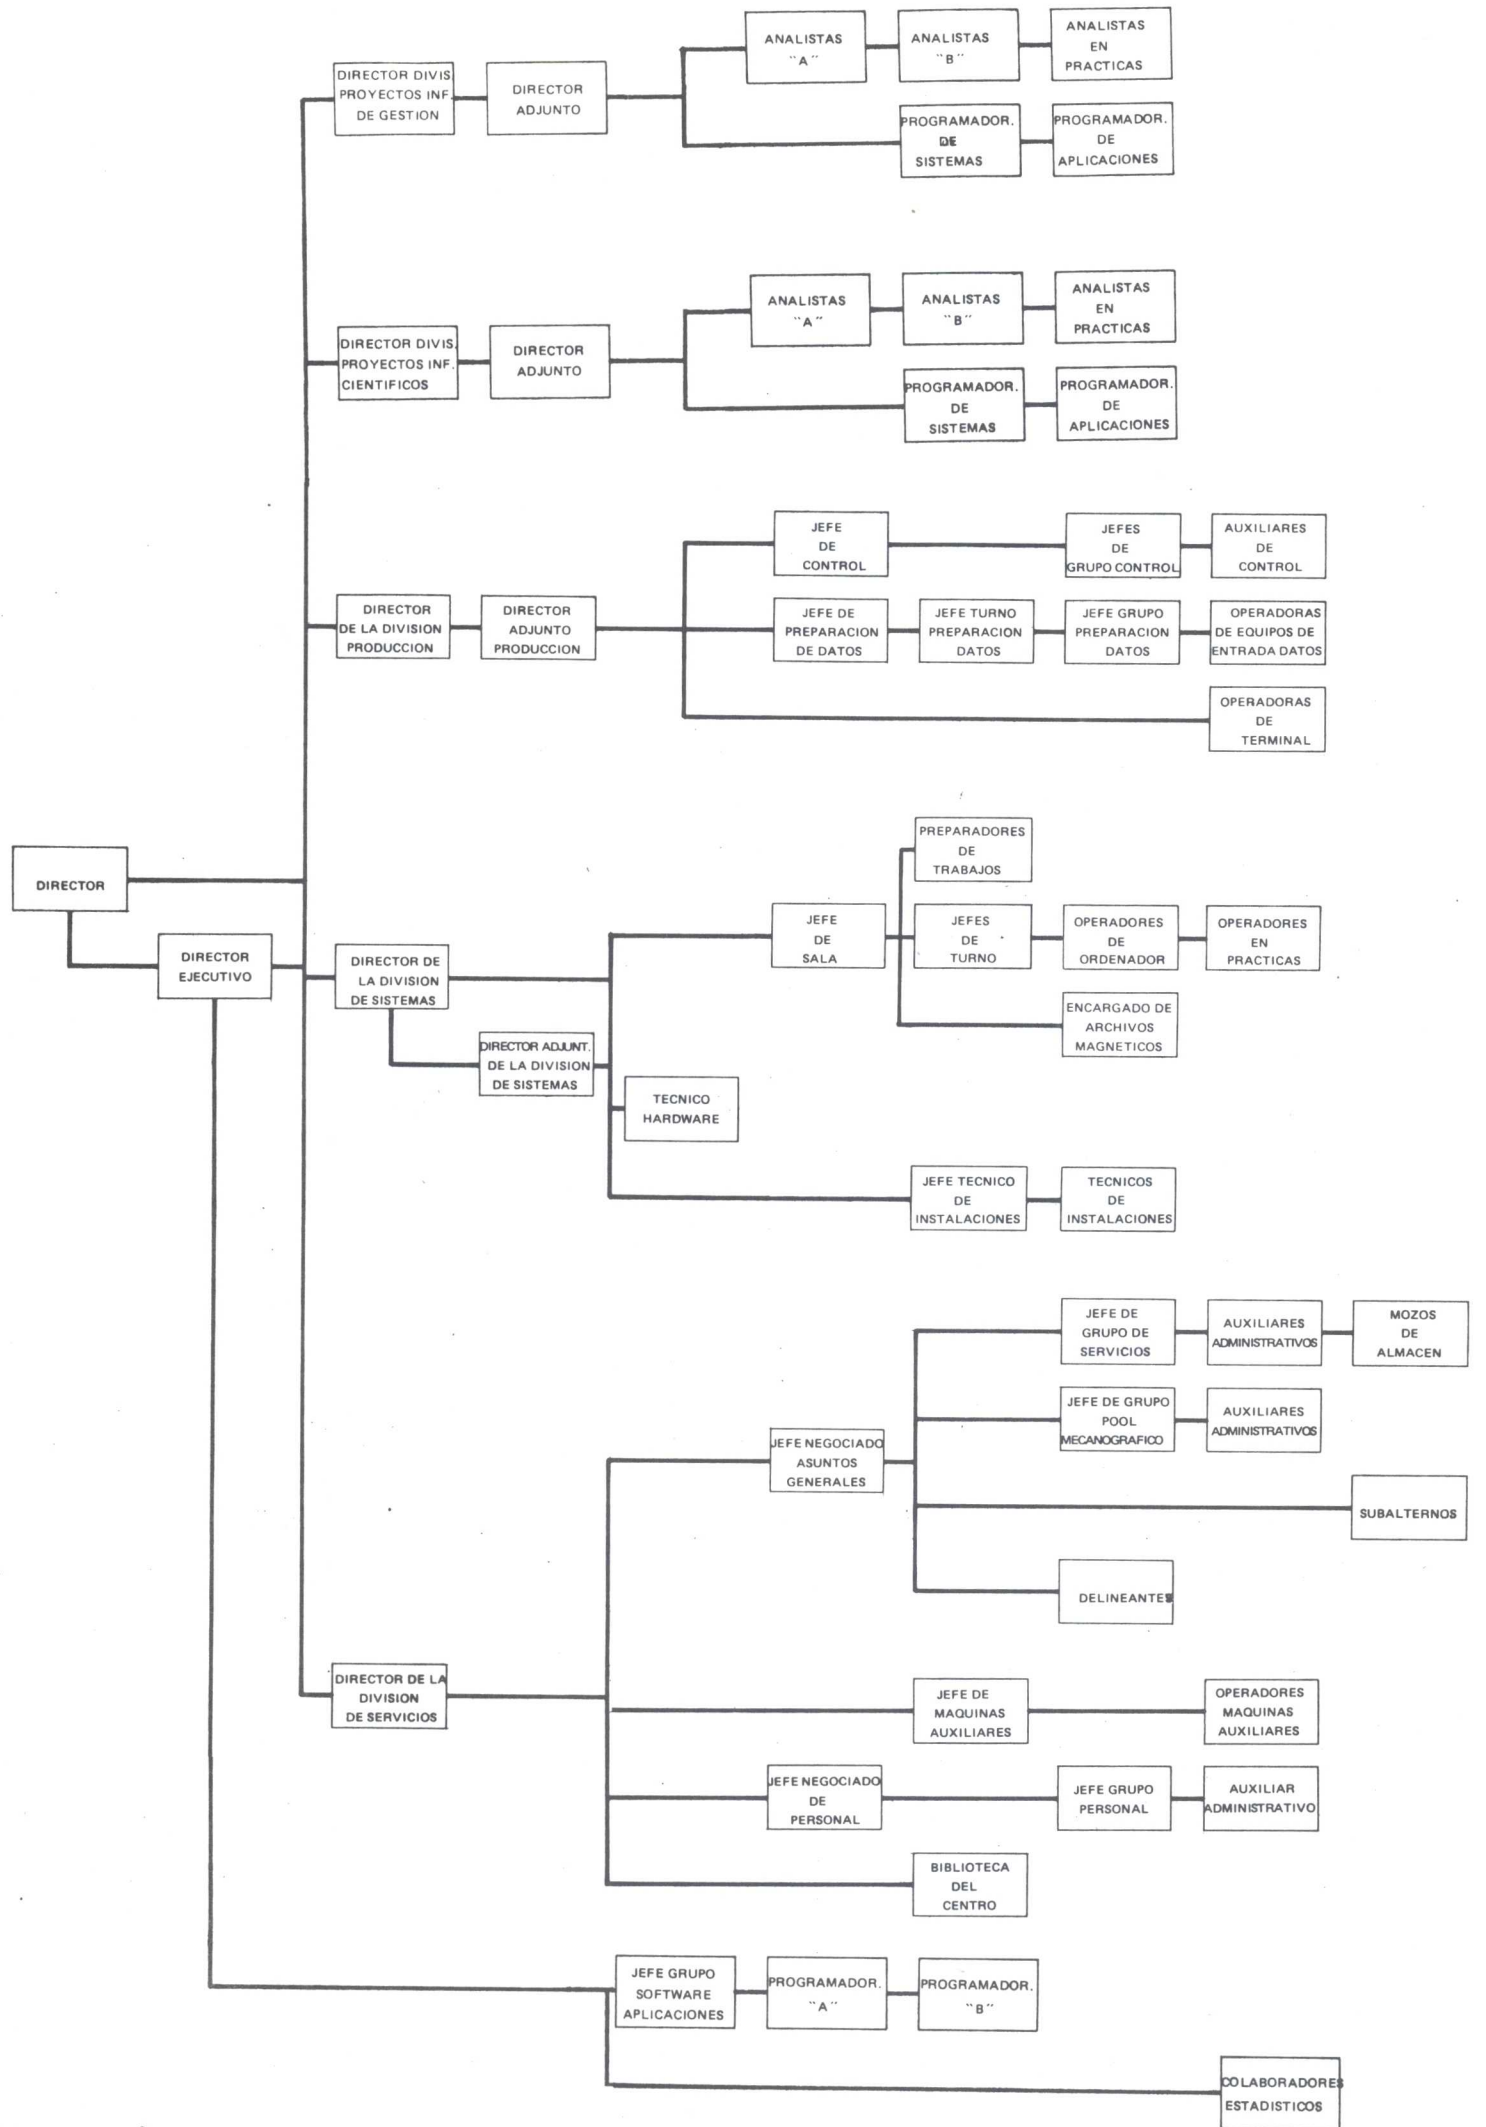 ANALISTAS
"A"
ANALISTAS
"B"
ANALISTAS
EN
PRACTICAS
DIRECTOR DIVIS
PROYECTOS INF
DE GESTION
DIRECTOR
ADJUNTO
PROGRAMADOR.
DE
SISTEMAS
PROGRAMADOR.
DE
APLICACIONES
ANALISTAS
"A"
ANALISTAS
"B"
ANALISTAS
EN
PRACTICAS
DIRECTOR DIVIS.
PROYECTOS INF.
CIENTIFICOS
DIRECTOR
ADJUNTO
PROGRAMADOR.
DE
SISTEMAS
PROGRAMADOR.
DE
APLICACIONES
JEFE
DE
CONTROL
JEFES
DE
GRUPO CONTROL
AUXILIARES
DE
CONTROL
DIRECTOR
DE LA DIVISION
PRODUCCION
DIRECTOR
ADJUNTO
PRODUCCION
JEFE DE
PREPARACION
DE DATOS
JEFE TURNO
PREPARACION
DATOS
JEFE GRUPO
PREPARACION
DATOS
OPERADORAS
DE EQUIPOS DE
ENTRADA DATOS
OPERADORAS
DE
TERMINAL
PREPARADORES
DE
TRABAJOS
DIRECTOR
DIRECTOR
EJECUTIVO
DIRECTOR DE
LA DIVISION
DE SISTEMAS
JEFE
DE
SALA
JEFES
DE
TURNO
OPERADORES
DE
ORDENADOR
OPERADORES
EN
PRACTICAS
ENCARGADO DE
ARCHIVOS
MAGNETICOS
DIRECTOR ADJUNT.
DE LA DIVISION
DE SISTEMAS
TECNICO
HARDWARE
JEFE TECNICO
DE
INSTALACIONES
TECNICOS
DE
INSTALACIONES
JEFE DE
GRUPO DE
SERVICIOS
AUXILIARES
ADMINISTRATIVOS
MOZOS
DE
ALMACEN
JEFE DE GRUPO
POOL
MECANOGRAFICO
AUXILIARES
ADMINISTRATIVOS
JEFE NEGOCIADO
ASUNTOS
GENERALES
SUBALTERNOS
DELINEANTES
DIRECTOR DE LA
DIVISION
DE SERVICIOS
JEFE DE
MAQUINAS
AUXILIARES
OPERADORES
MAQUINAS
AUXILIARES
JEFE NEGOCIADO
DE
PERSONAL
JEFE GRUPO
PERSONAL
AUXILIAR
ADMINISTRATIVO
BIBLIOTECA
DEL
CENTRO
JEFE GRUPO
SOFTWARE
APLICACIONES
PROGRAMADOR.
"A"
PROGRAMADOR.
"B"
COLABORADORES
ESTADISTICOS